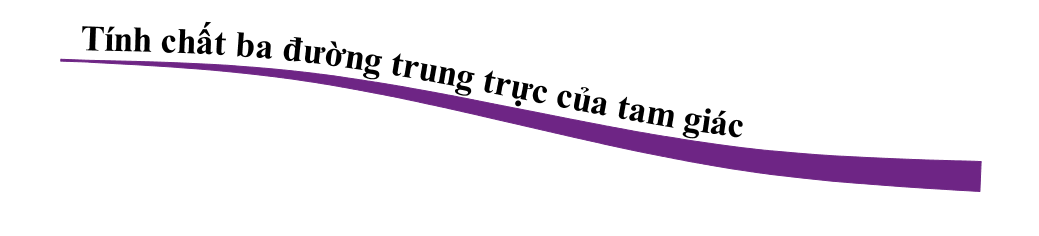 Tính chất ba đường trung trực của tam giác